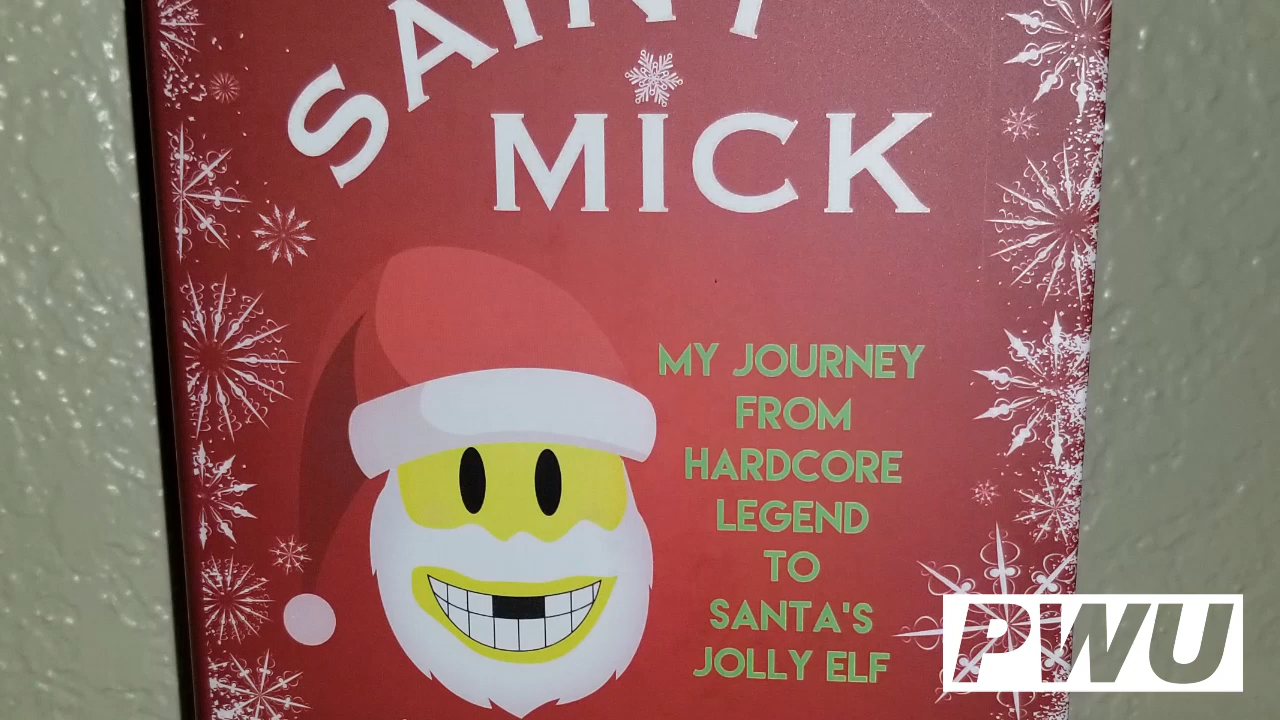 SAINT
MICK
MY JOURNEY
FROM
HARDCORE
LEGEND
TO
SANTA'S
JOLLY ELF
PWU